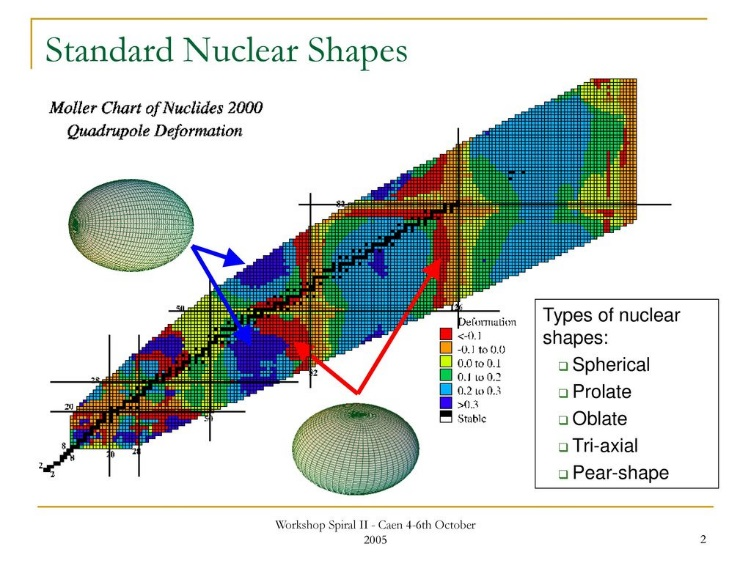 Standard Nuclear Shapes
Moller Chart of Nuclides 2000
Quadrupole Deformation
82
50
28
20
8
2
2
8
20
28
50
82
126
Deformation
<-0.1
-0.1 to 0.0
0.0 to 0.1
0.1 to 0.2
0.2 to 0.3
>0.3
Stable
Types of nuclear
shapes:
Spherical
Prolate
Oblate
Tri-axial
Pear-shape
Workshop Spiral II - Caen 4-6th October
2005
2